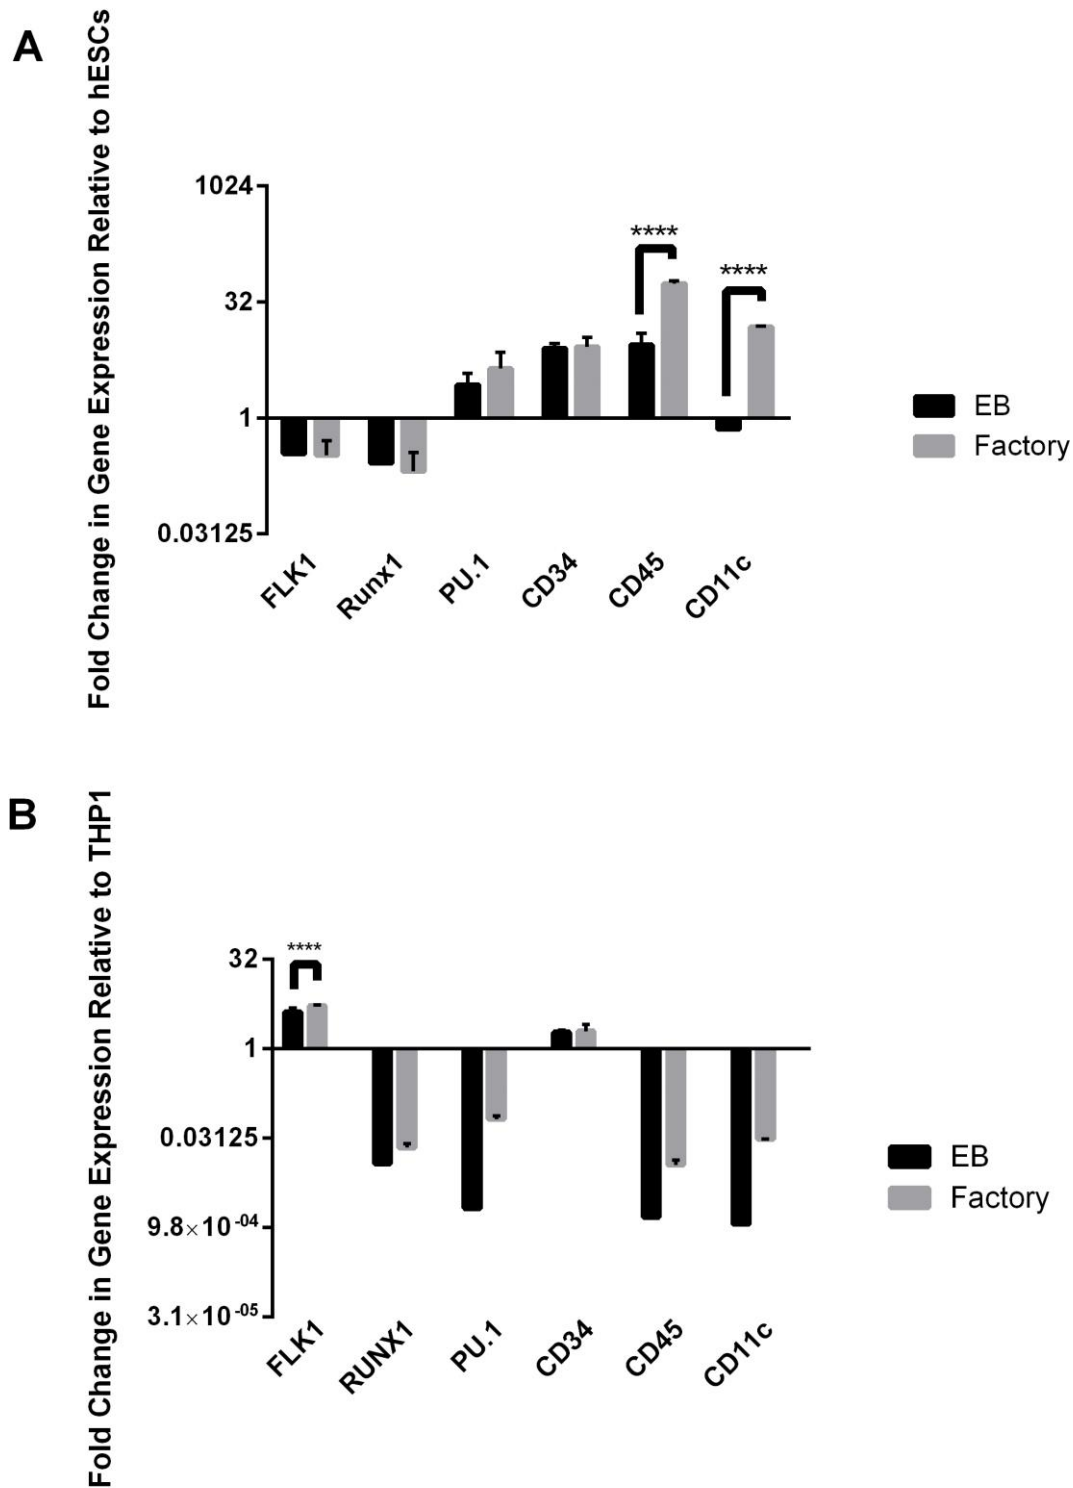 A
Fold Change in Gene Expression Relative to hESCs
1024
32
1
0.03125
****
****
FLK1
Runx1
PU.1
CD34
CD45
CD11c
EB
Factory
B
Fold Change in Gene Expression Relative to THP1
32
1
0.03125
9.8×10-04
3.1×10-05
****
FLK1
RUNX1
PU.1
CD34
CD45
CD11c
EB
Factory